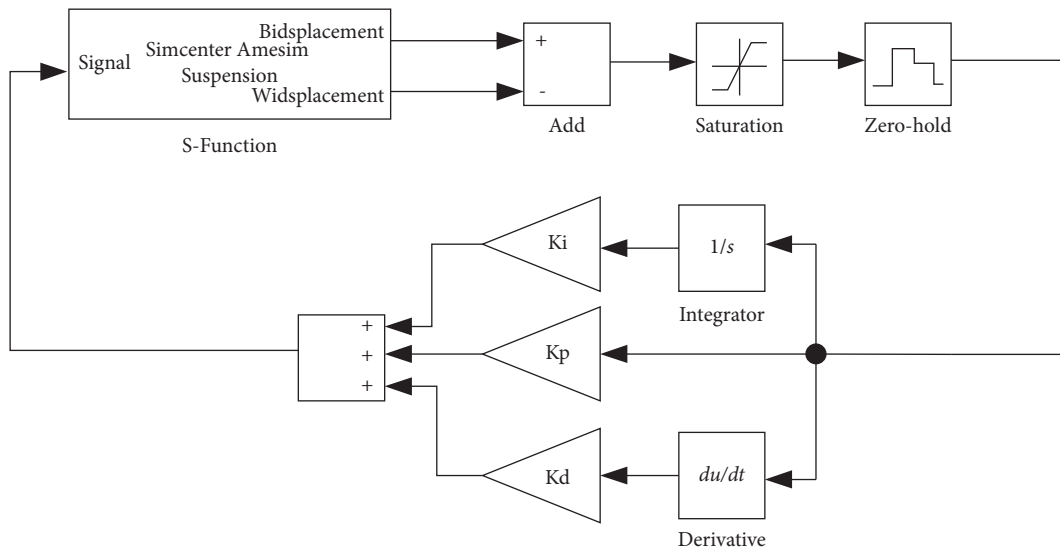 Bidsplacement
Simcenter Amesim
Signal
Suspension
Widsplacement
S-Function
+
-
Add
Saturation
Zero-hold
Ki
1/s
Integrator
+
+
+
Kp
Kd
du/dt
Derivative